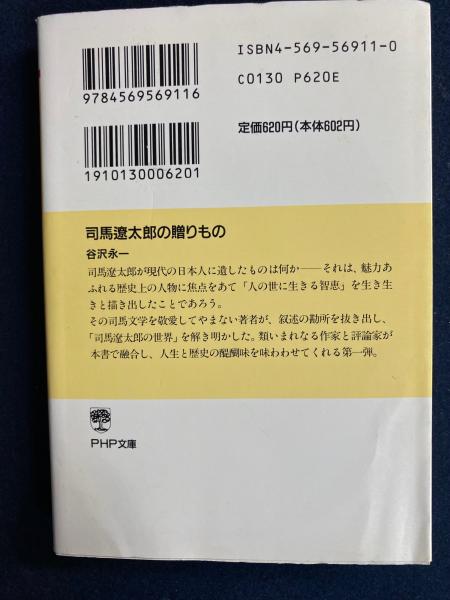 ISBN4-569-56911-0
9784569569116
C0130 P620E
定価620円(本体602円)
1910130006201
司馬遼太郎の贈りもの
谷沢永一
司馬遼太郎が現代の日本人に遺したものは何か――それは、魅力あ
ふれる歴史上の人物に焦点をあて「人の世に生きる智恵」を生き生
きと描き出したことであろう。
その司馬文学を敬愛してやまない著者が、叙述の勘所を抜き出し、
「司馬遼太郎の世界」を解き明かした。類いまれなる作家と評論家が
本書で融合し、人生と歴史の醍醐味を味わわせてくれる第一弾。
PHP文庫